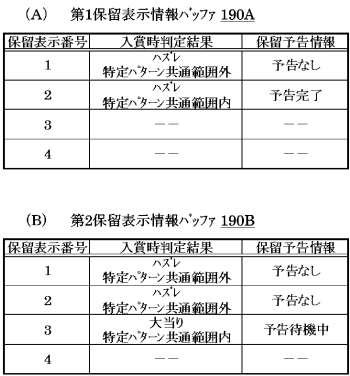 (A) 第1保留表示情報バッファ 190A
保留表示番号 入賞時判定結果 保留予告情報
1 ハズレ 特定パターン共通範囲外 予告なし
2 ハズレ 特定パターン共通範囲内 予告完了
3 −− −−
4 −− −−
(B) 第2保留表示情報バッファ 190B
保留表示番号 入賞時判定結果 保留予告情報
1 ハズレ 特定パターン共通範囲外 予告なし
2 ハズレ 特定パターン共通範囲外 予告なし
3 大当り 特定パターン共通範囲内 予告待機中
4 −− −−